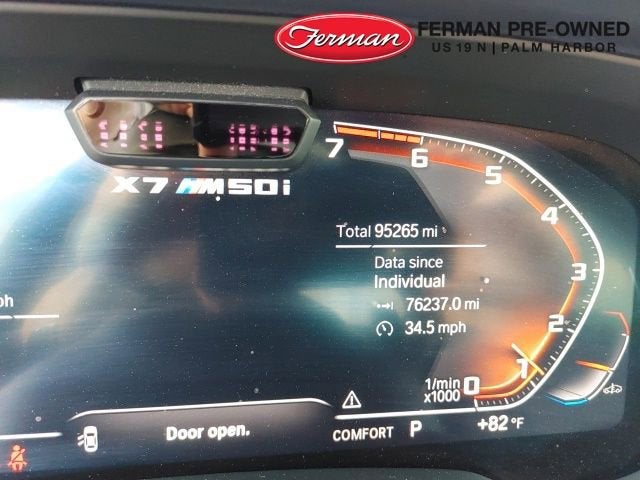 Ferman
FERMAN PRE-OWNED
US 19 N | PALM HARBOR
7
6
5
4
3
2
1
0
X7 M50i
Total 95265 mi
Data since
Individual
76237.0 mi
34.5 mph
ph
1/min
x1000
Door open.
COMFORT P +82 °F